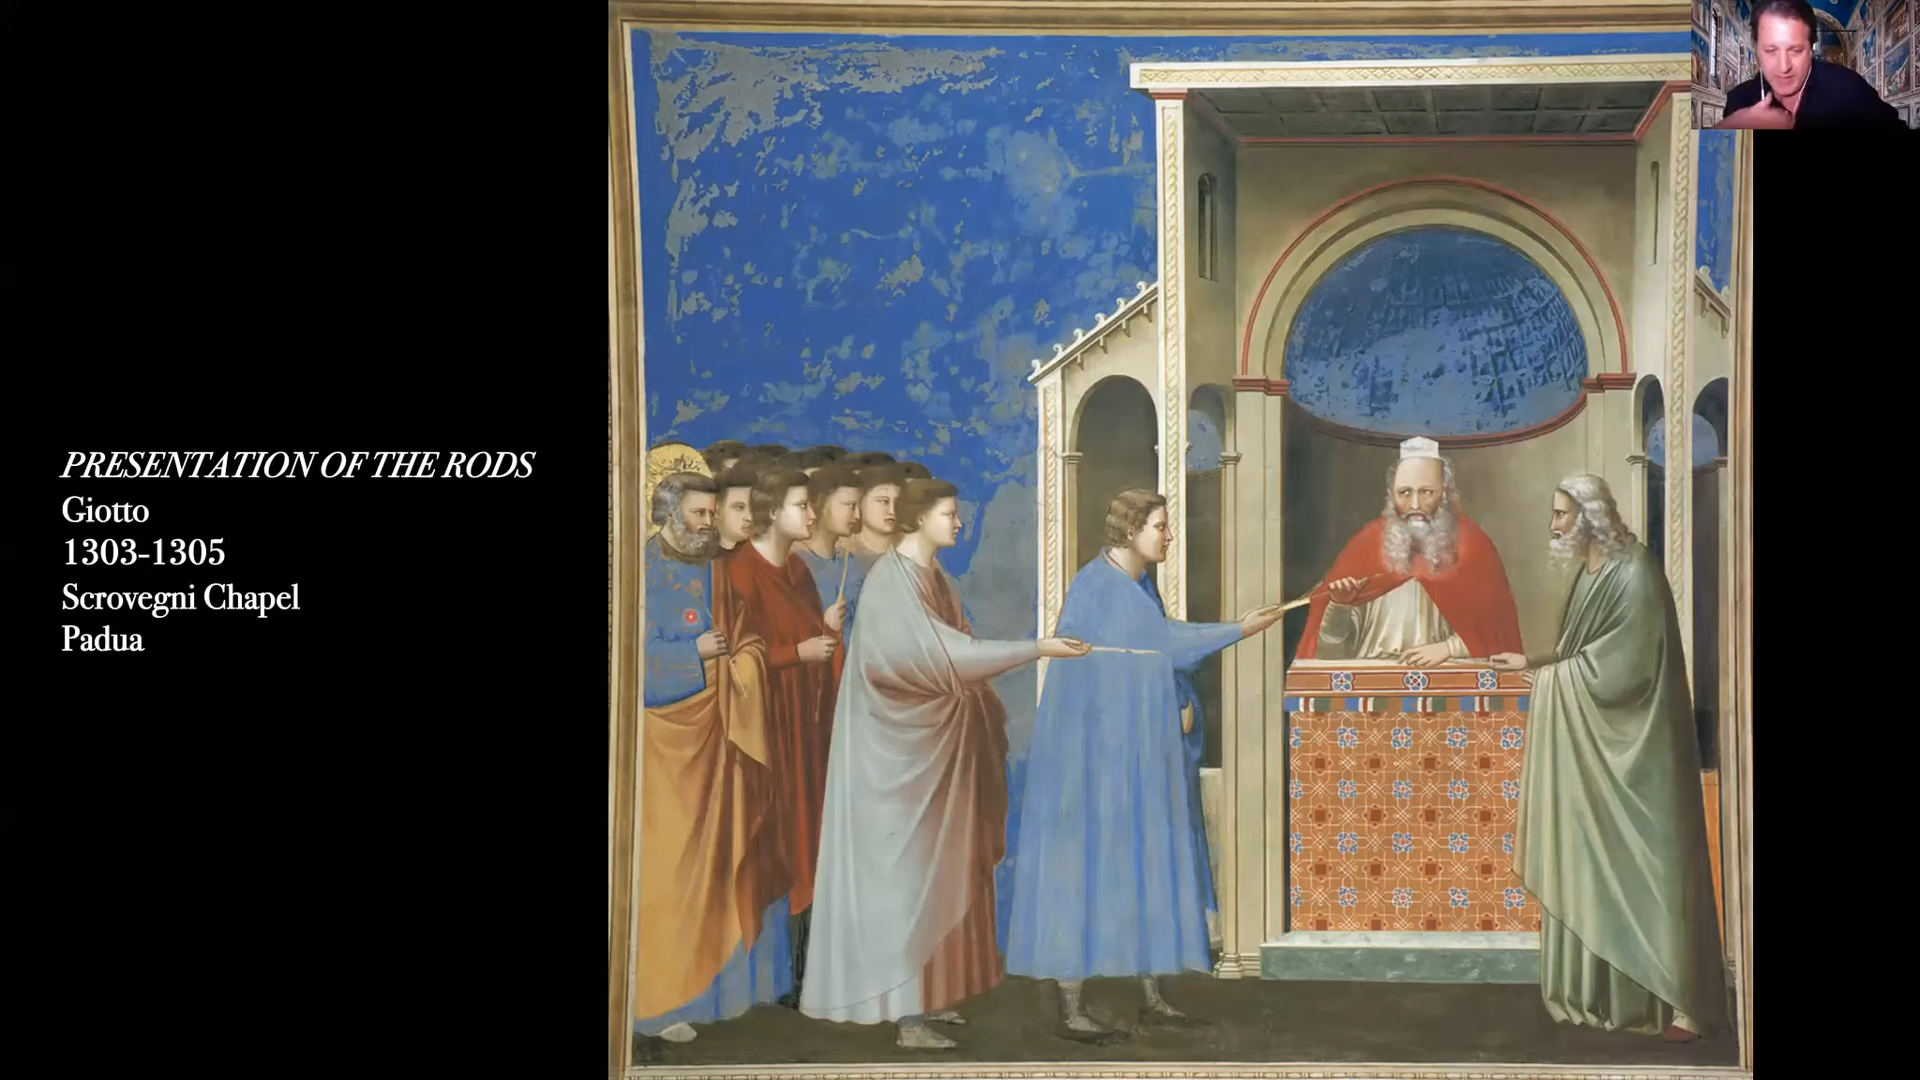 PRESENTATION OF THE RODS
Giotto
1303-1305
Scrovegni Chapel
Padua